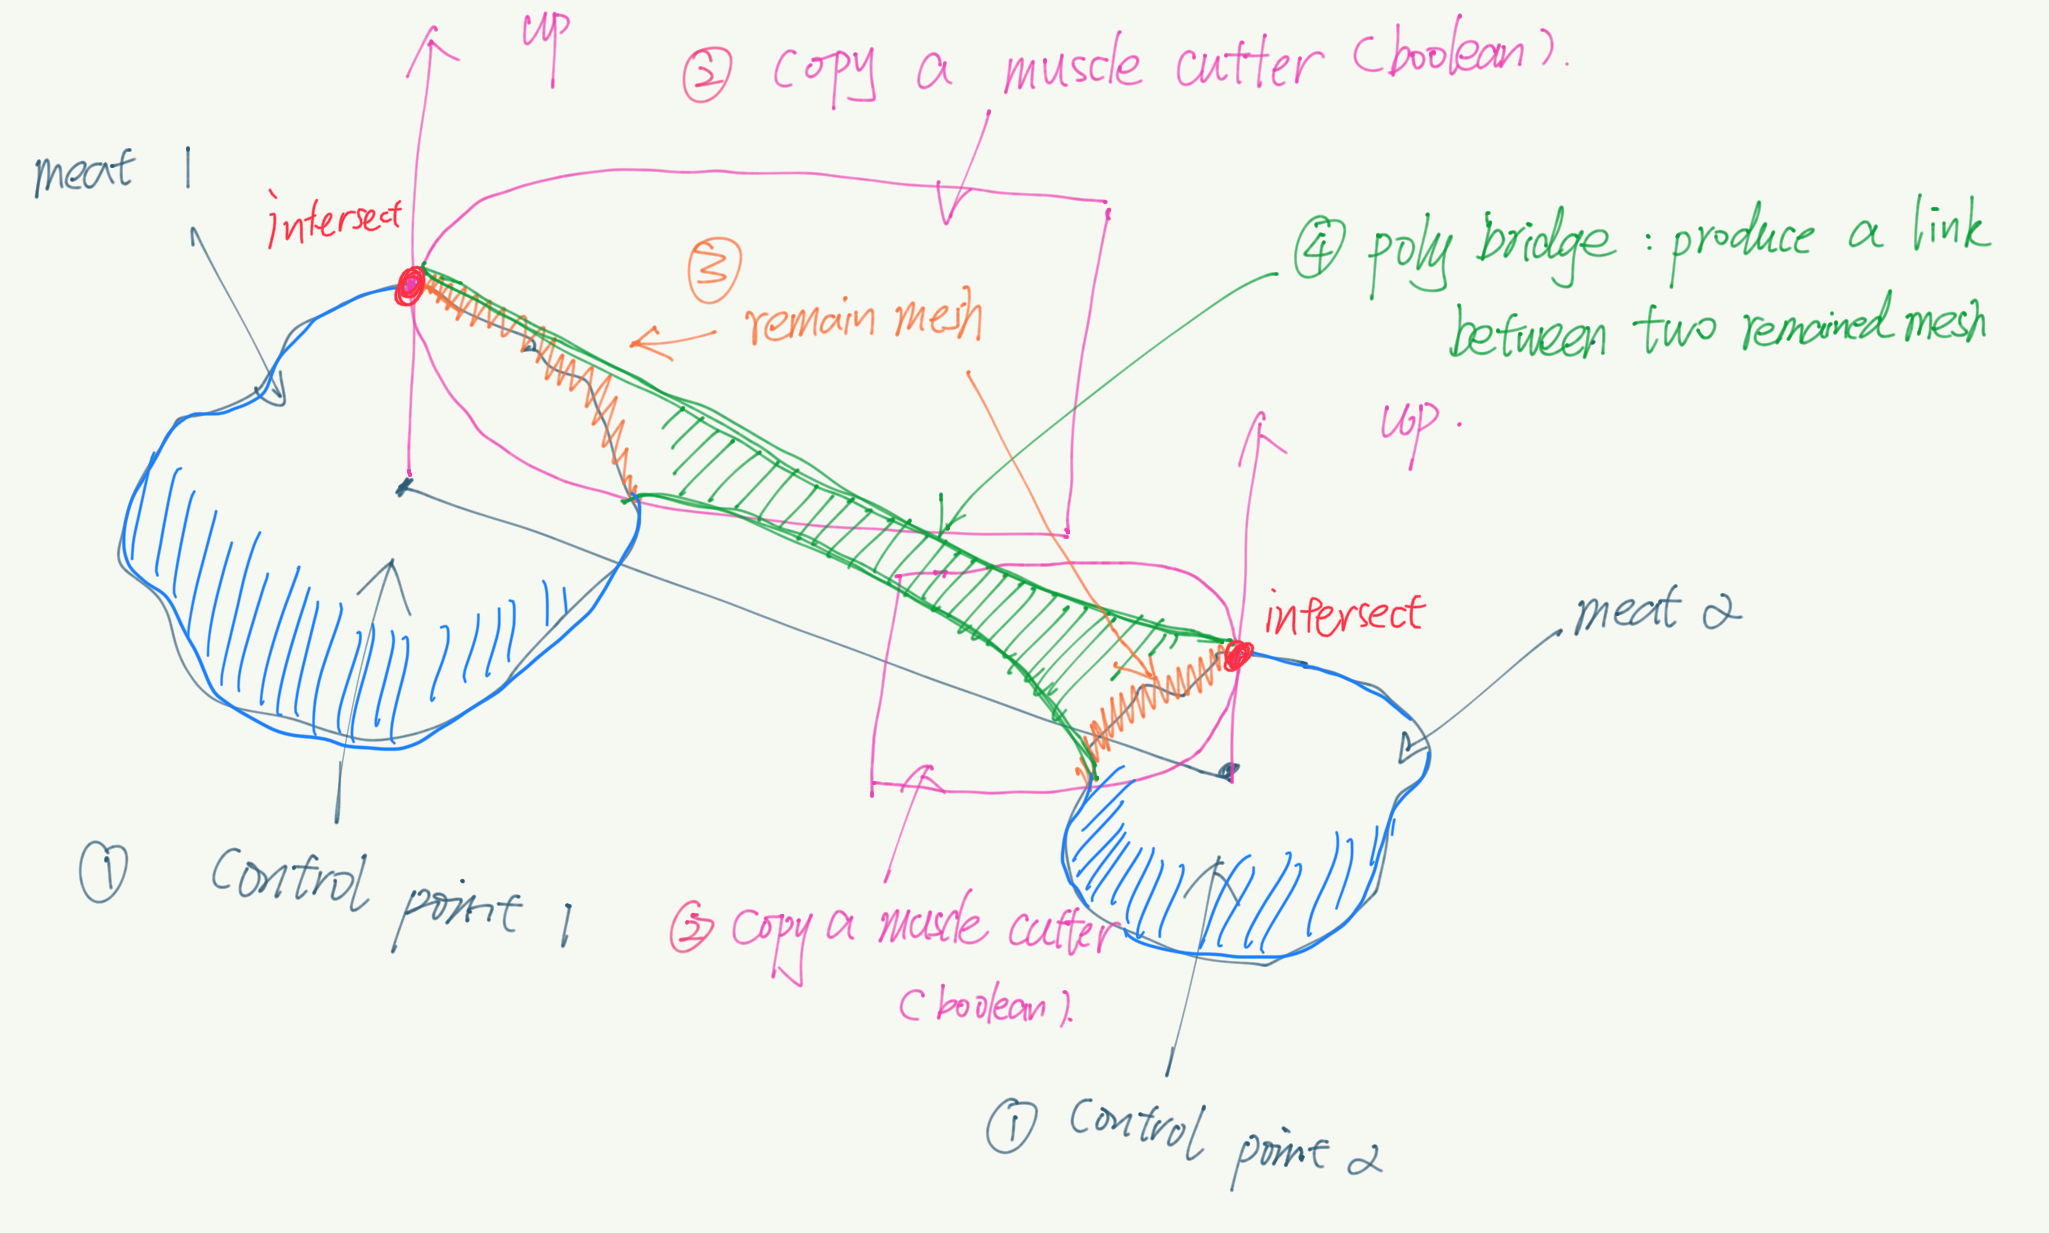 up
② copy a muscle cutter (boolean).
meat 1
intersect
③
remain mesh
④ poly bridge : produce a link
between two remained mesh
up.
intersect
meat 2
① Control point 1
② Copy a muscle cutter
(boolean).
① Control point 2